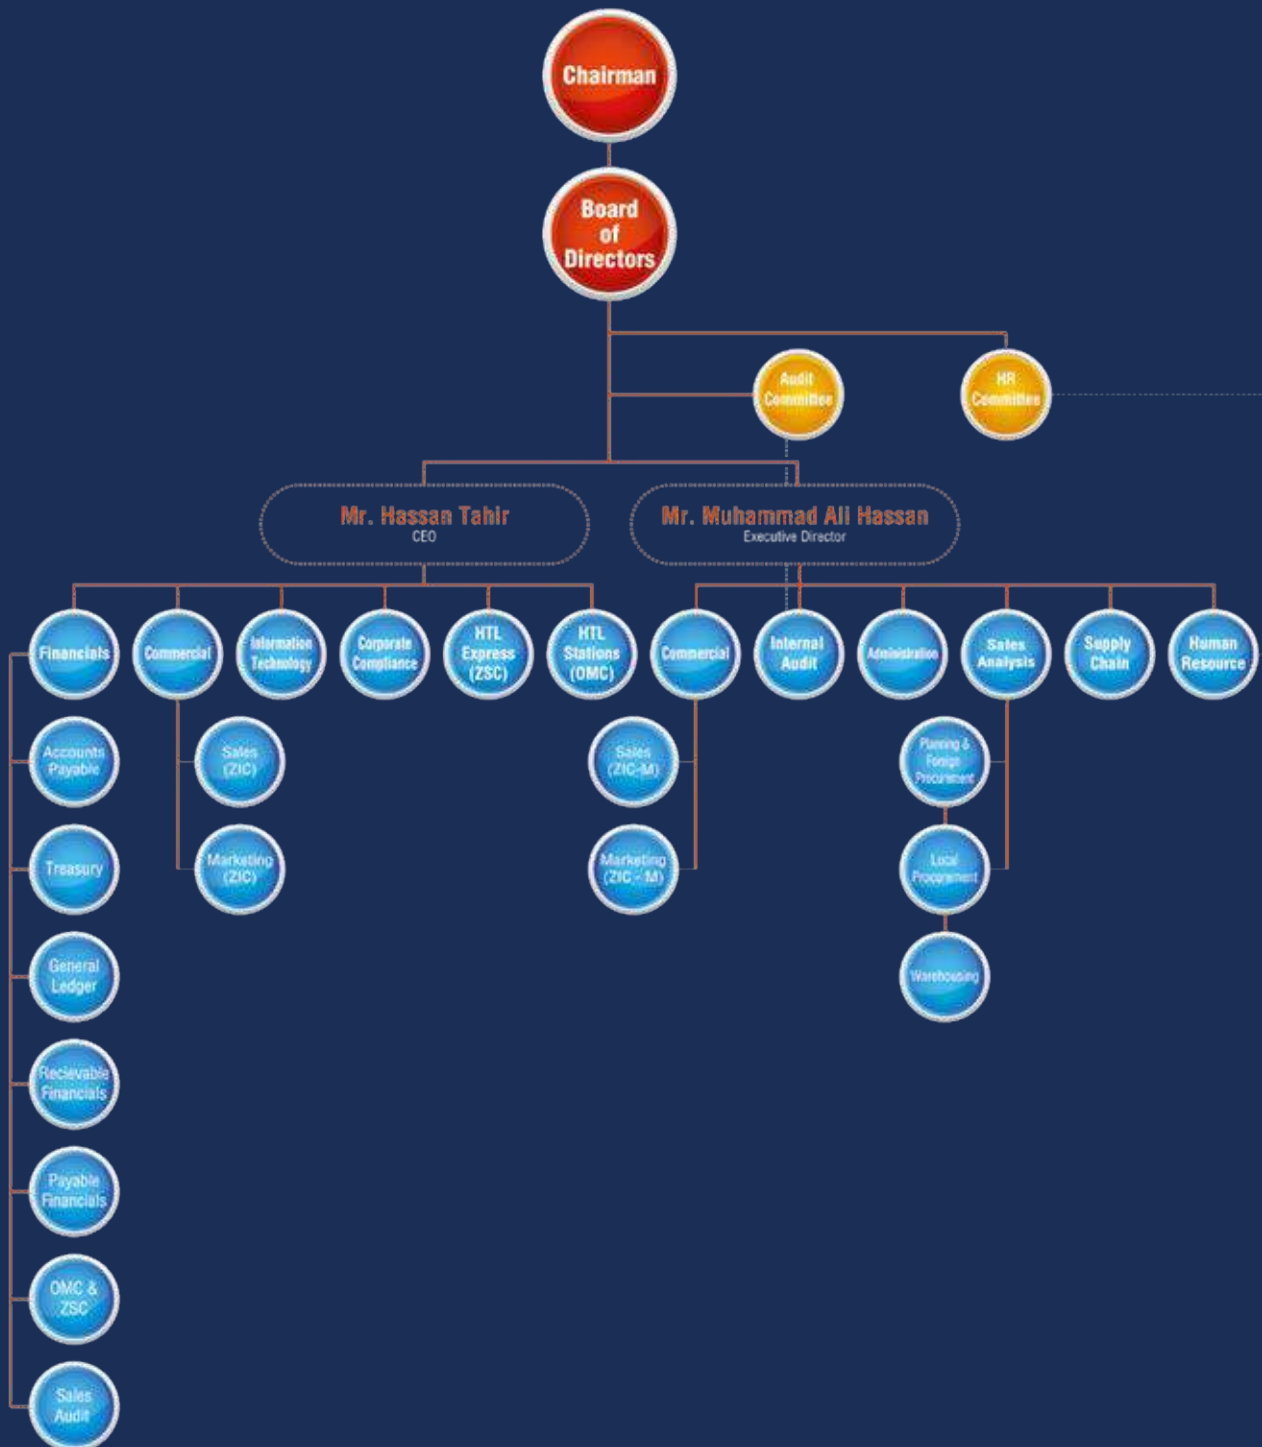 Chairman
Board
of
Directors
Audit
Committee
HR
Committee
Mr. Hassan Tahir
CEO
Mr. Muhammad Ali Hassan
Executive Director
Financials
Commercial
Information
Technology
Corporate
Compliance
HTL
Express
(ZSC)
HTL
Stations
(OMC)
Commercial
Internal
Audit
Administration
Sales
Analysis
Supply
Chain
Human
Resource
Accounts
Payable
Sales
(ZIC)
Sales
(ZIC-M)
Planning &
Foreign
Procurement
Treasury
Marketing
(ZIC)
Marketing
(ZIC - M)
Local
Procurement
General
Ledger
Warehousing
Recievable
Financials
Payable
Financials
OMC &
ZSC
Sales
Audit